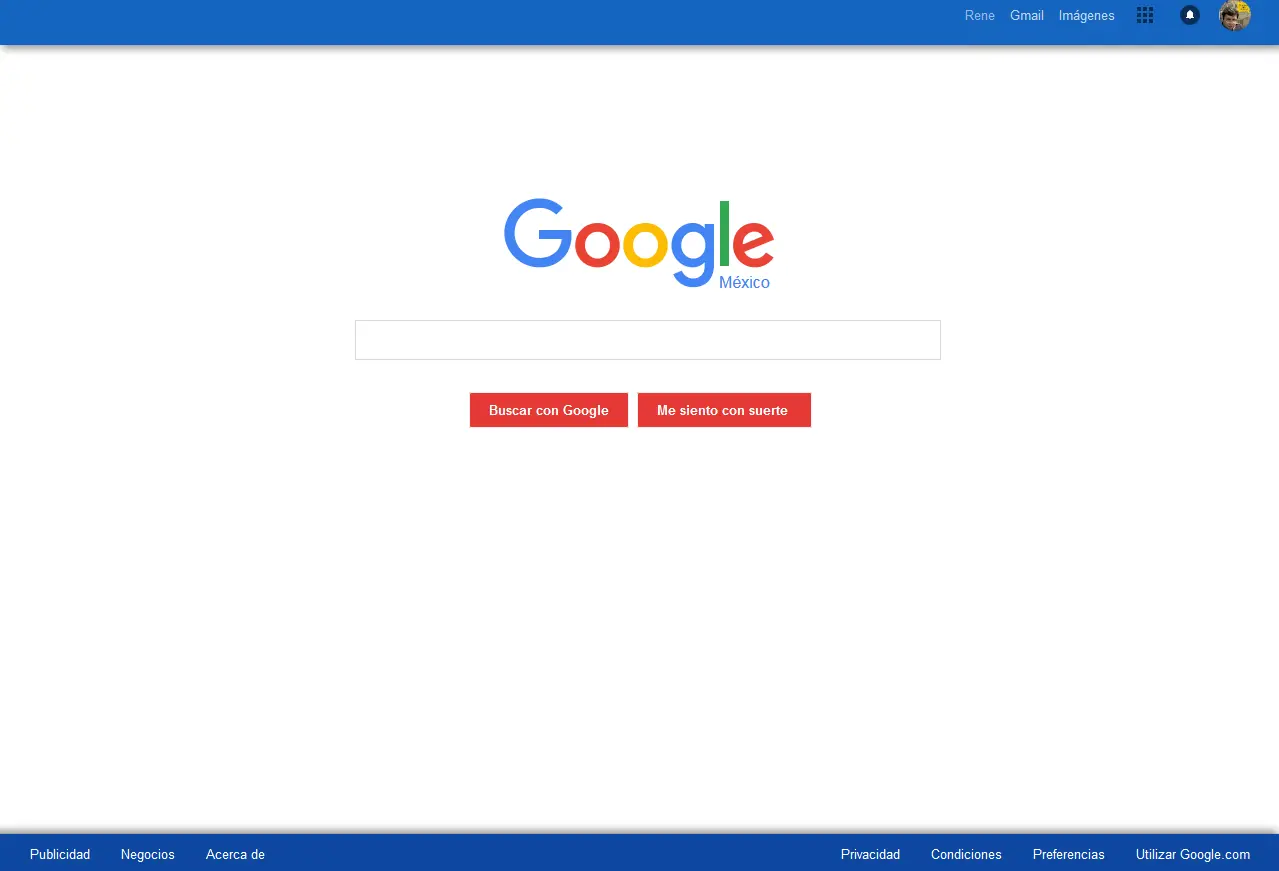 Rene Gmail Imágenes
Google
México
Buscar con Google Me siento con suerte
Publicidad Negocios Acerca de Privacidad Condiciones Preferencias Utilizar Google.com